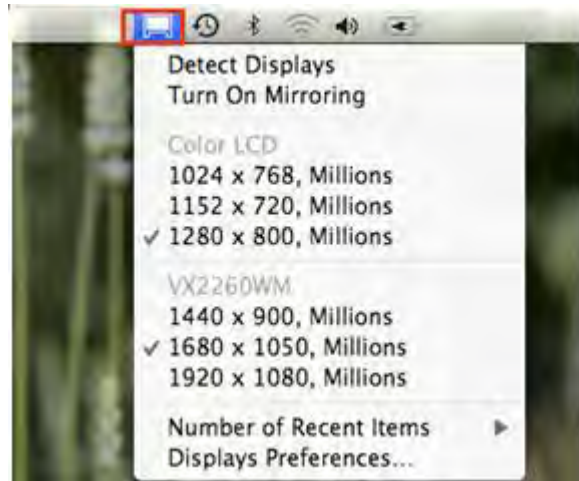 Detect Displays
Turn On Mirroring
Color LCD
1024 x 768, Millions
1152 x 720, Millions
1280 x 800, Millions
VX2260WM
1440 x 900, Millions
1680 x 1050, Millions
1920 x 1080, Millions
Number of Recent Items
Displays Preferences...